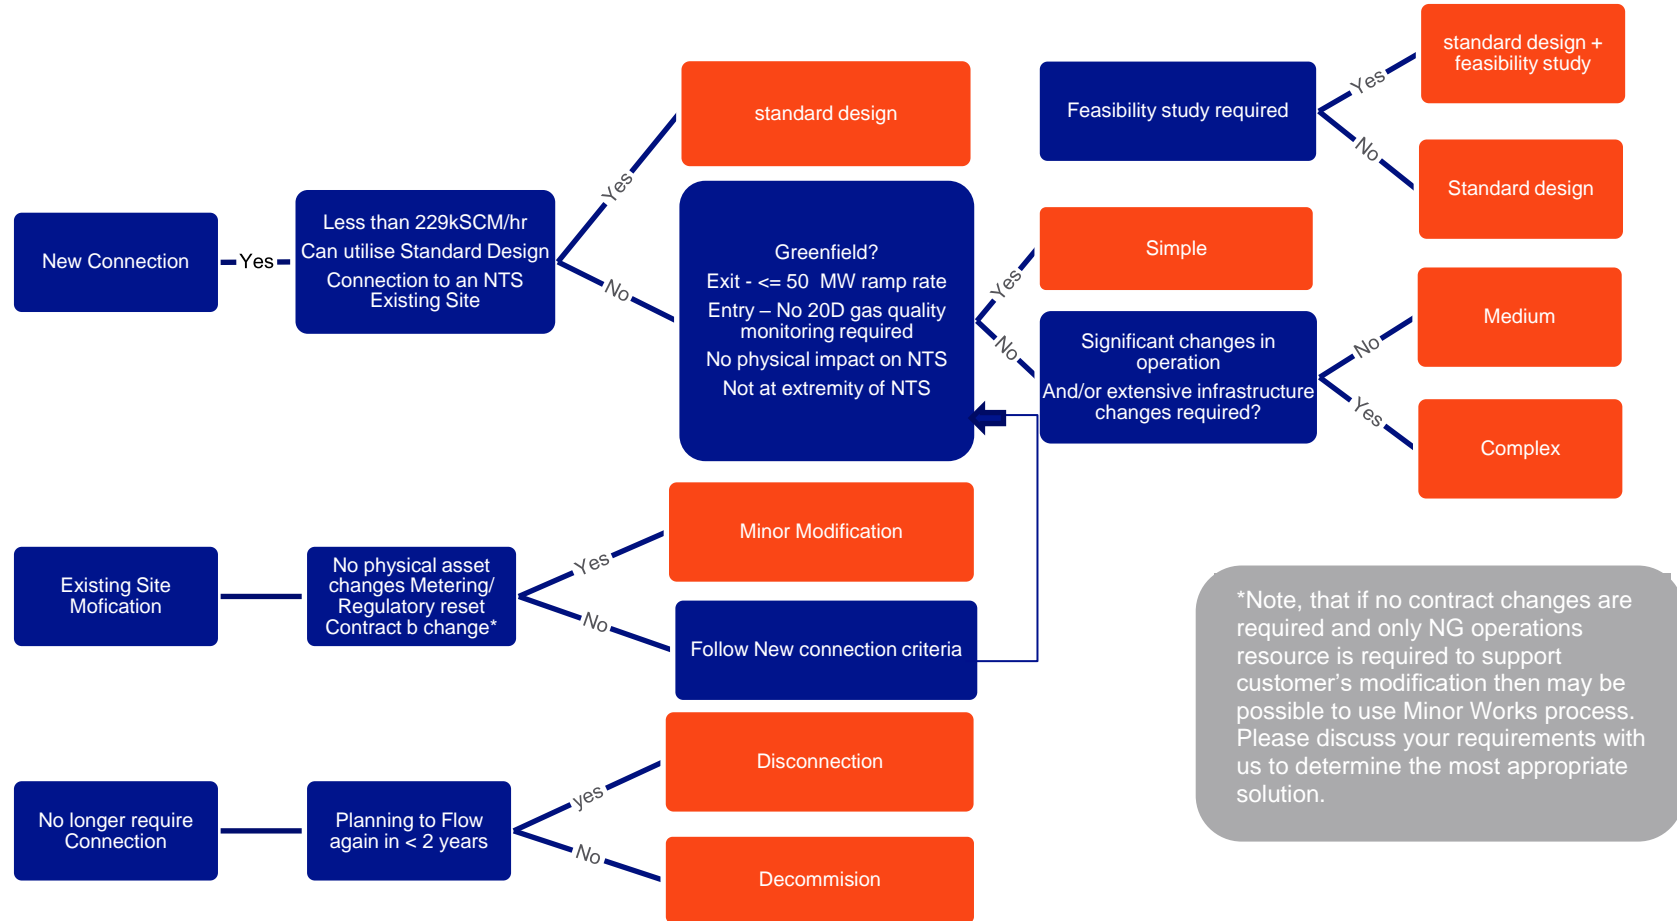 New Connection
Yes
Less than 229kSCM/hr
Can utilise Standard Design
Connection to an NTS
Existing Site
Yes
No
standard design
Greenfield?
Exit - <= 50 MW ramp rate
Entry – No 20D gas quality
monitoring required
No physical impact on NTS
Not at extremity of NTS
Yes
No
Feasibility study required
Yes
No
standard design +
feasibility study
Standard design
Simple
Significant changes in
operation
And/or extensive infrastructure
changes required?
No
Yes
Medium
Complex
Existing Site
Mofication
No physical asset
changes Metering/
Regulatory reset
Contract b change*
Yes
No
Minor Modification
Follow New connection criteria
No longer require
Connection
Planning to Flow
again in < 2 years
yes
No
Disconnection
Decommision
*Note, that if no contract changes are
required and only NG operations
resource is required to support
customer’s modification then may be
possible to use Minor Works process.
Please discuss your requirements with
us to determine the most appropriate
solution.